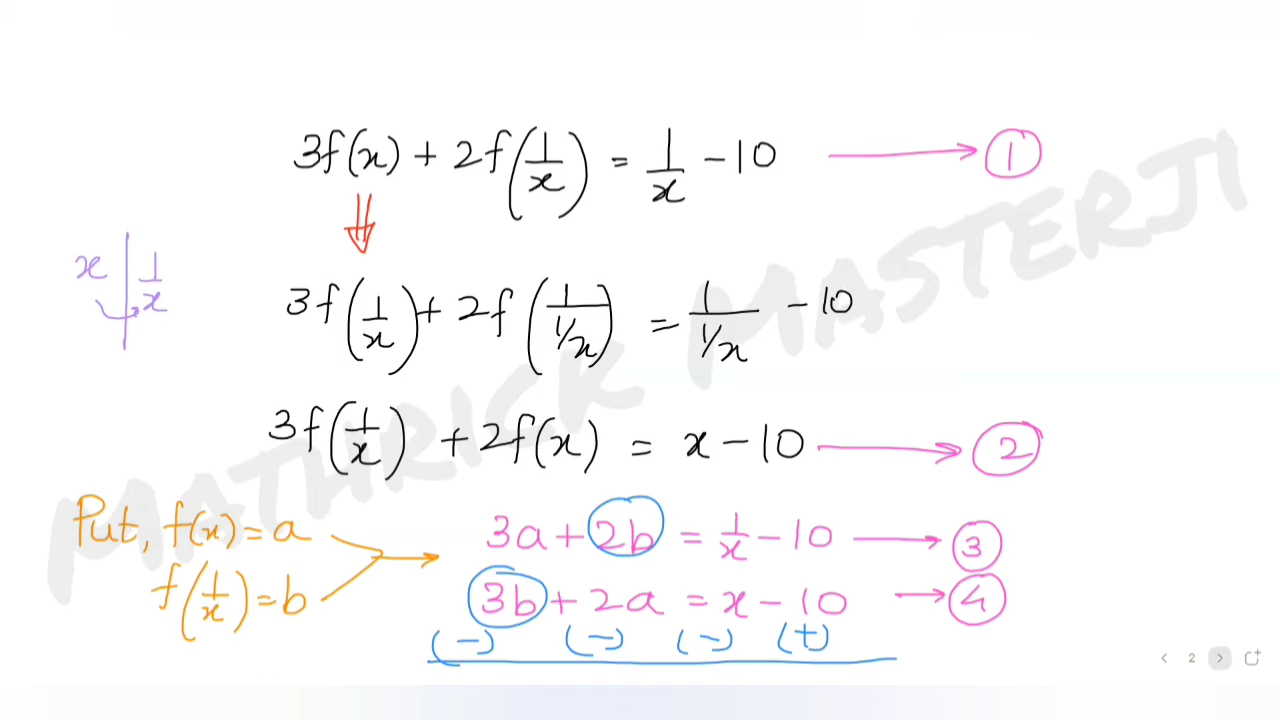 3f(x) + 2f(1/x) = 1/x - 10 → ①
x | 1/x
3f(1/x) + 2f(1/(1/x)) = 1/(1/x) - 10
3f(1/x) + 2f(x) = x - 10 → ②
Put, f(x) = a
f(1/x) = b
3a + 2b = 1/x - 10 → ③
3b + 2a = x - 10 → ④
(-) (-) (-) (+)
MATHRICK MASTERJI
< 2 >